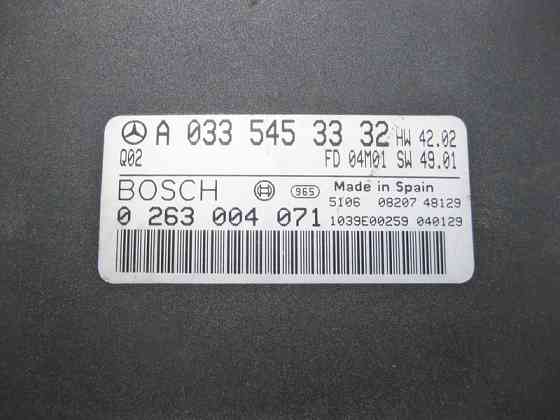 A 033 545 33 32 HW 42.02
Q02 FD 04M01 SW 49.01
BOSCH 965 Made in Spain
5106 08207 48129
0 263 004 071 1039E00259 040129